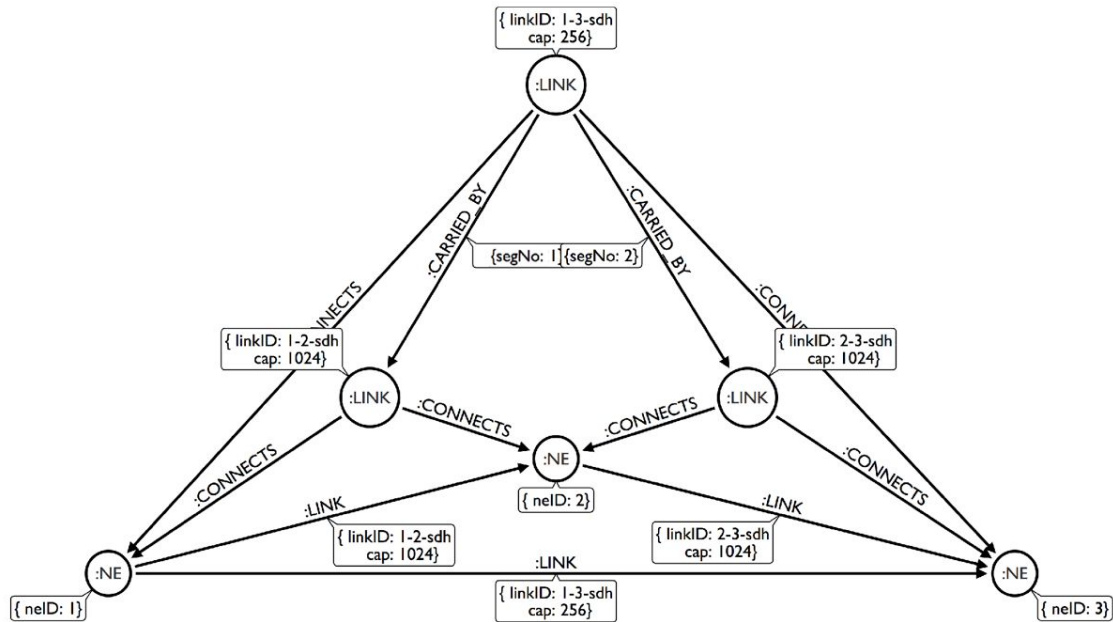 { linkID: 1-3-sdh
cap: 256}
:LINK
:CARRIED_BY
:CARRIED_BY
{segNo: 1}
{segNo: 2}
{ linkID: 1-2-sdh
cap: 1024}
{ linkID: 2-3-sdh
cap: 1024}
:LINK
:LINK
:CONNECTS
:CONNECTS
:CONNECTS
:CONNECTS
:NE
{ neID: 2}
:LINK
:LINK
{ linkID: 1-2-sdh
cap: 1024}
{ linkID: 2-3-sdh
cap: 1024}
:NE
:LINK
:NE
{ neID: 1}
{ linkID: 1-3-sdh
cap: 256}
{ neID: 3}